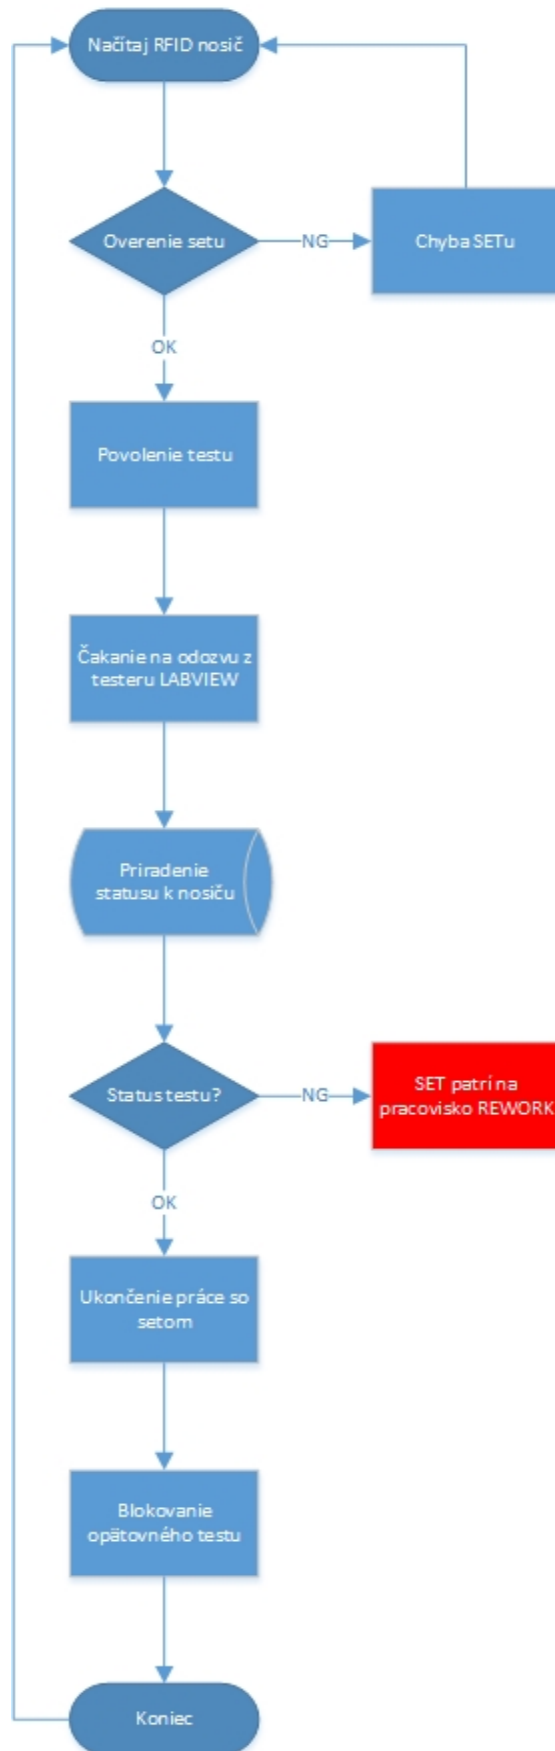 Načítaj RFID nosič
Overenie setu
NG
Chyba SETu
OK
Povolenie testu
Čakanie na odozvu z
testeru LABVIEW
Priradenie
statusu k nosiču
Status testu?
NG
SET patrí na
pracovisko REWORK
OK
Ukončenie práce so
setom
Blokovanie
opätovného testu
Koniec